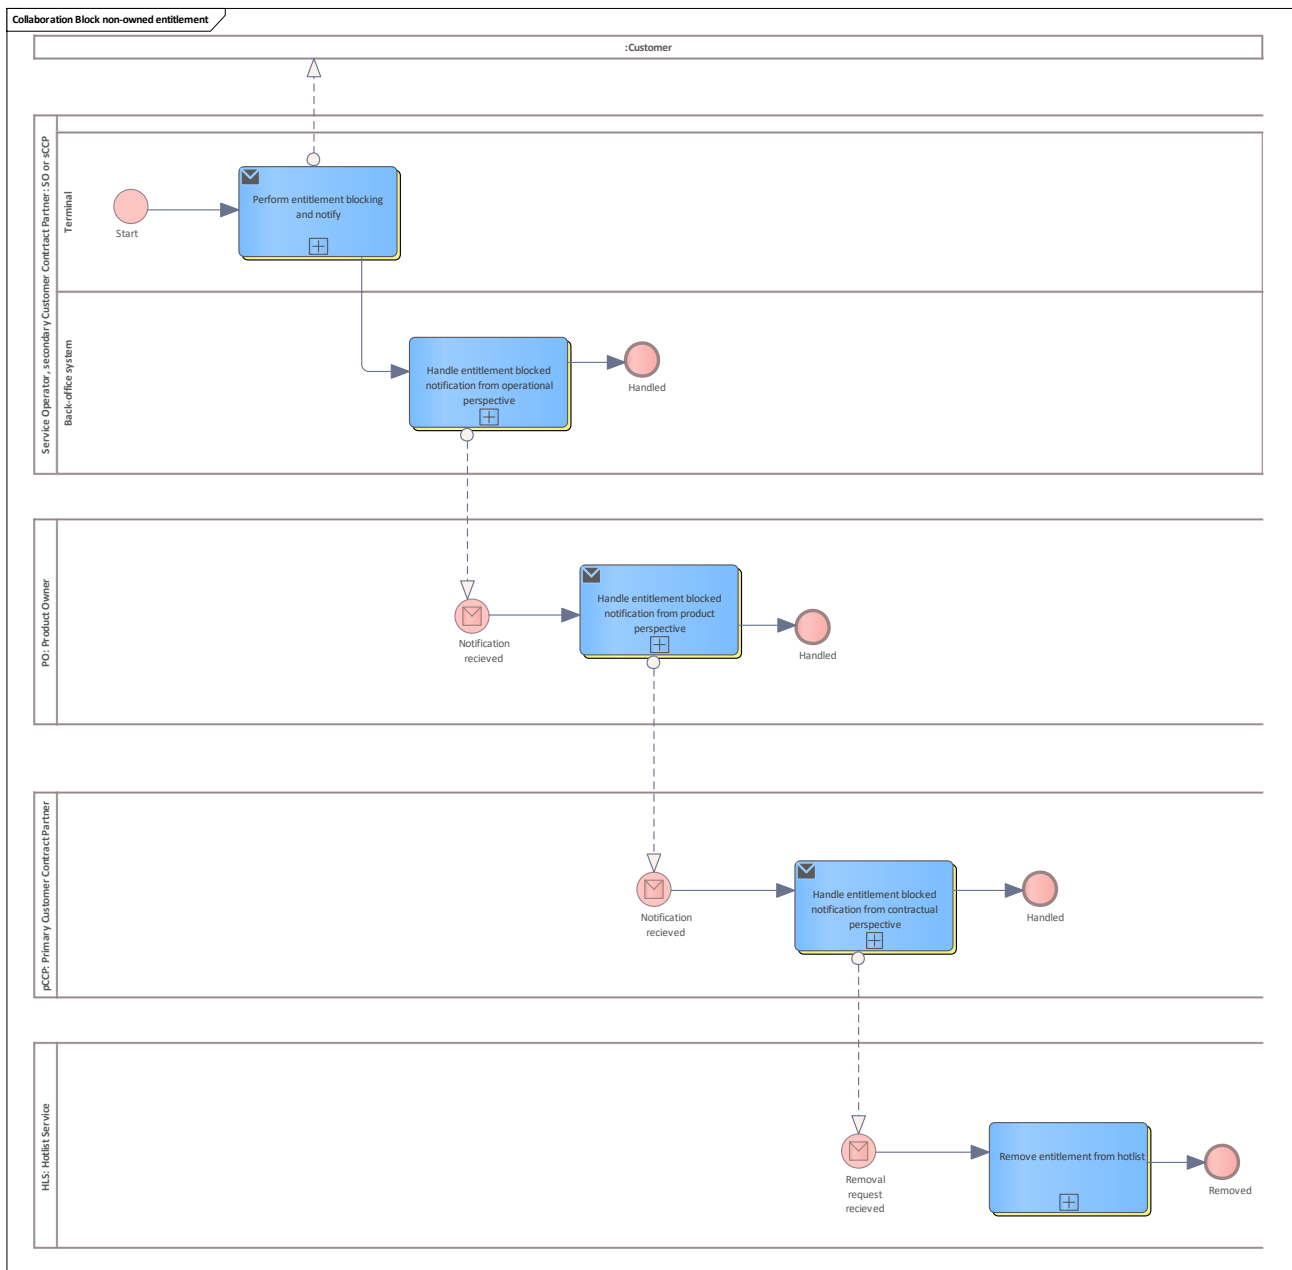 Collaboration Block non-owned entitlement
:Customer
Service Operator, secondary Customer Contrtact Partner: SO or sCCP
Terminal
Start
Perform entitlement blocking
and notify
Back-office system
Handle entitlement blocked
notification from operational
perspective
Handled
PO: Product Owner
Notification
recieved
Handle entitlement blocked
notification from product
perspective
Handled
pCCP: Primary Customer Contract Partner
Notification
recieved
Handle entitlement blocked
notification from contractual
perspective
Handled
HLS: Hotlist Service
Removal
request
recieved
Remove entitlement from hotlist
Removed